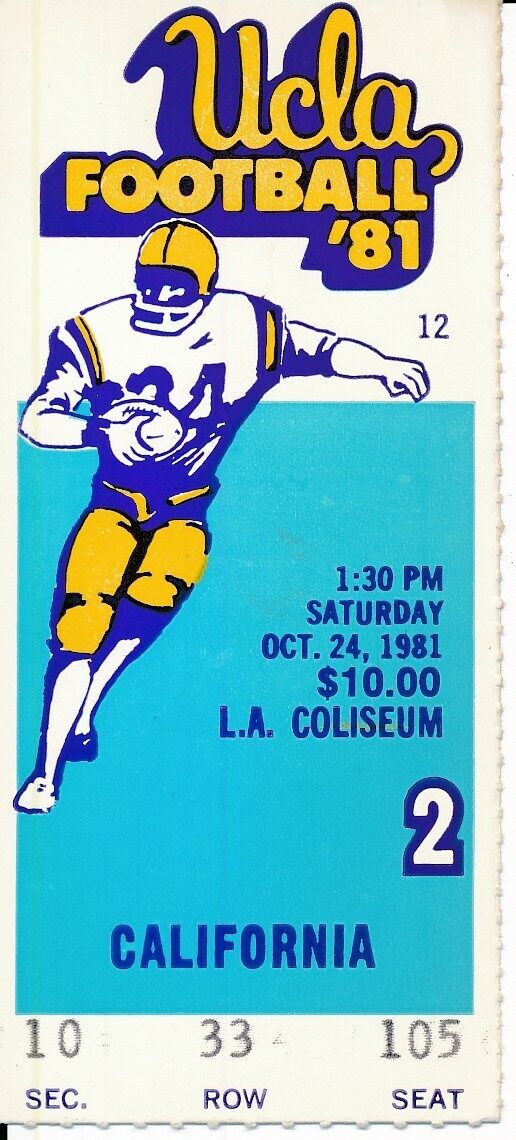 Ucla
FOOTBALL
'81
12
24
1:30 PM
SATURDAY
OCT. 24, 1981
$10.00
L.A. COLISEUM
2
CALIFORNIA
10 33 105
SEC. ROW SEAT